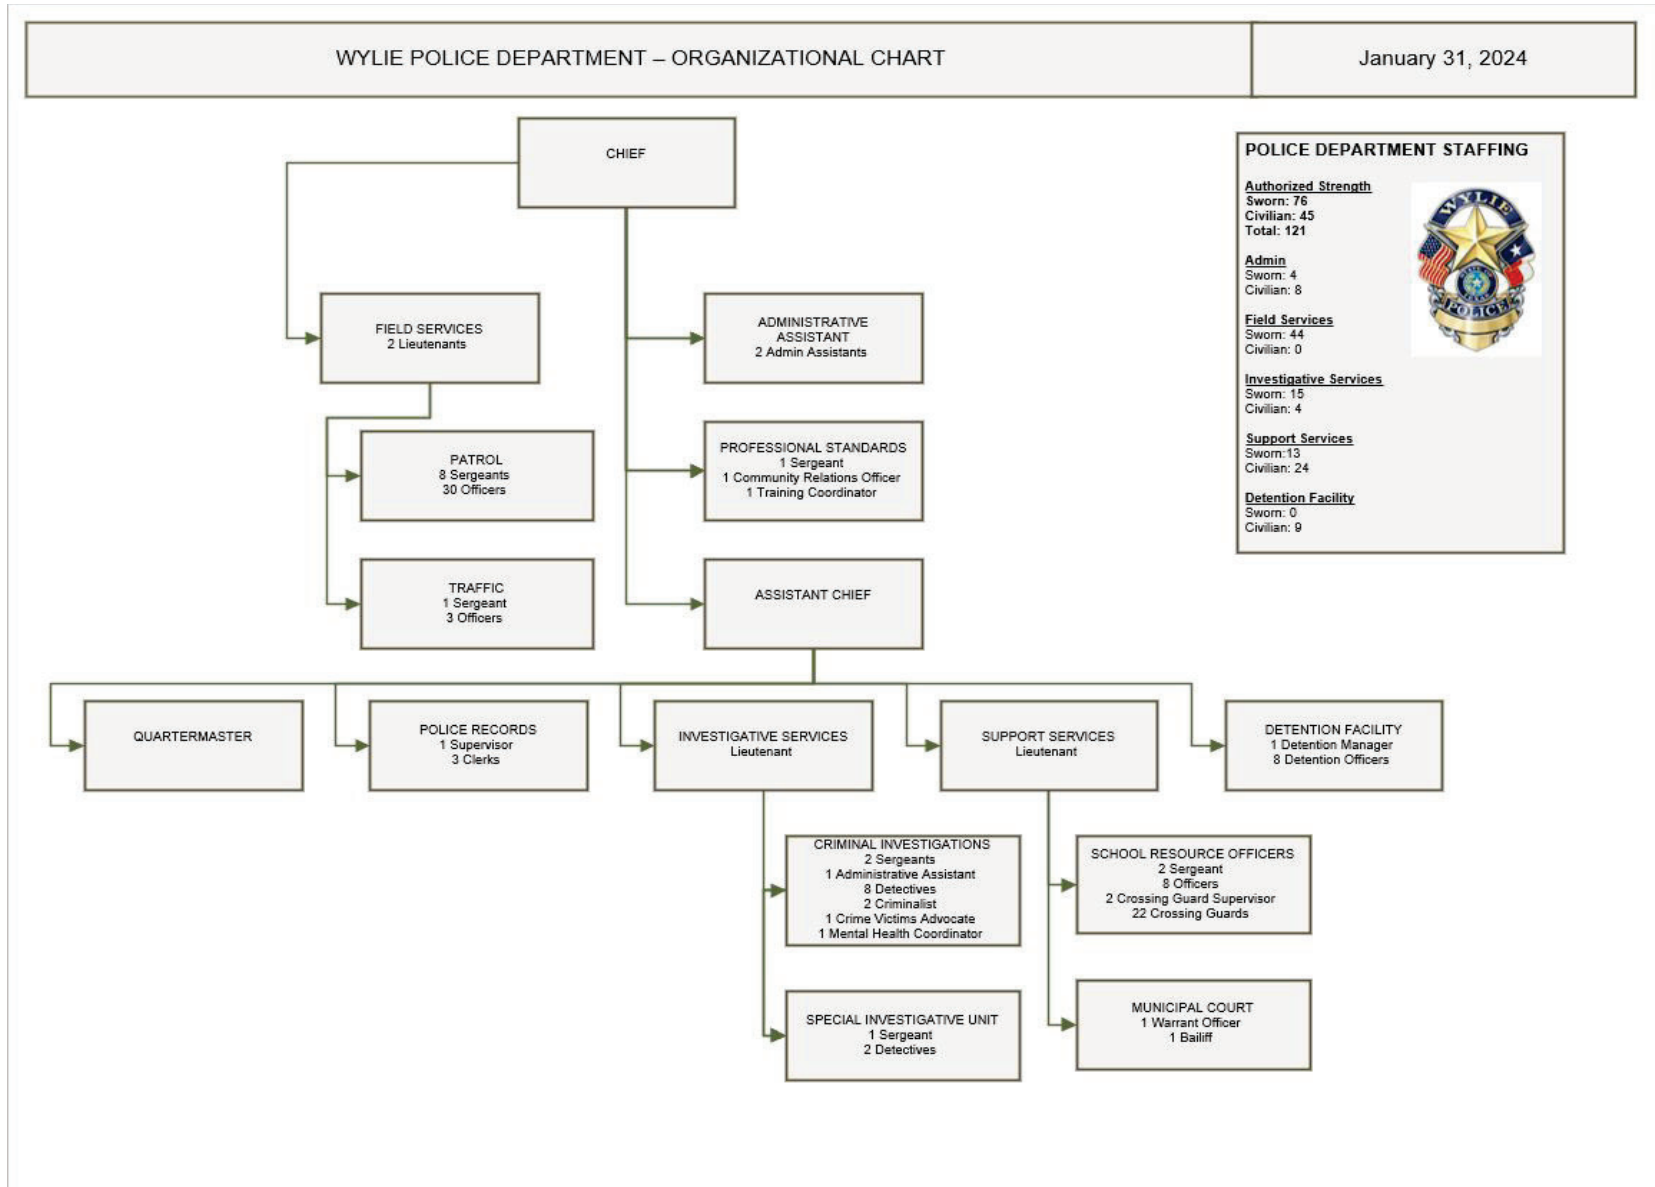 WYLIE POLICE DEPARTMENT – ORGANIZATIONAL CHART
January 31, 2024
CHIEF
POLICE DEPARTMENT STAFFING
Authorized Strength
Sworn: 76
Civilian: 45
Total: 121
Admin
Sworn: 4
Civilian: 8
Field Services
Sworn: 44
Civilian: 0
Investigative Services
Sworn: 15
Civilian: 4
Support Services
Sworn:13
Civilian: 24
Detention Facility
Sworn: 0
Civilian: 9
WYLIE
POLICE
FIELD SERVICES
2 Lieutenants
ADMINISTRATIVE
ASSISTANT
2 Admin Assistants
PATROL
8 Sergeants
30 Officers
PROFESSIONAL STANDARDS
1 Sergeant
1 Community Relations Officer
1 Training Coordinator
TRAFFIC
1 Sergeant
3 Officers
ASSISTANT CHIEF
QUARTERMASTER
POLICE RECORDS
1 Supervisor
3 Clerks
INVESTIGATIVE SERVICES
Lieutenant
SUPPORT SERVICES
Lieutenant
DETENTION FACILITY
1 Detention Manager
8 Detention Officers
CRIMINAL INVESTIGATIONS
2 Sergeants
1 Administrative Assistant
8 Detectives
2 Criminalist
1 Crime Victims Advocate
1 Mental Health Coordinator
SCHOOL RESOURCE OFFICERS
2 Sergeant
8 Officers
2 Crossing Guard Supervisor
22 Crossing Guards
SPECIAL INVESTIGATIVE UNIT
1 Sergeant
2 Detectives
MUNICIPAL COURT
1 Warrant Officer
1 Bailiff